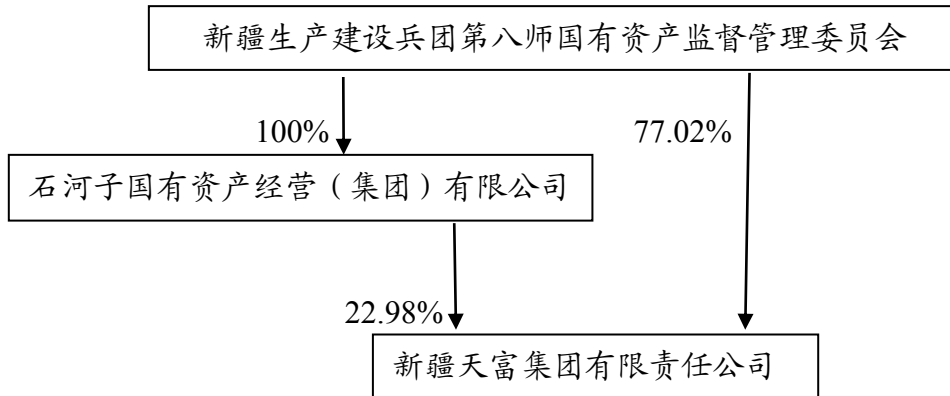 新疆生产建设兵团第八师国有资产监督管理委员会
100%
77.02%
石河子国有资产经营（集团）有限公司
22.98%
新疆天富集团有限责任公司